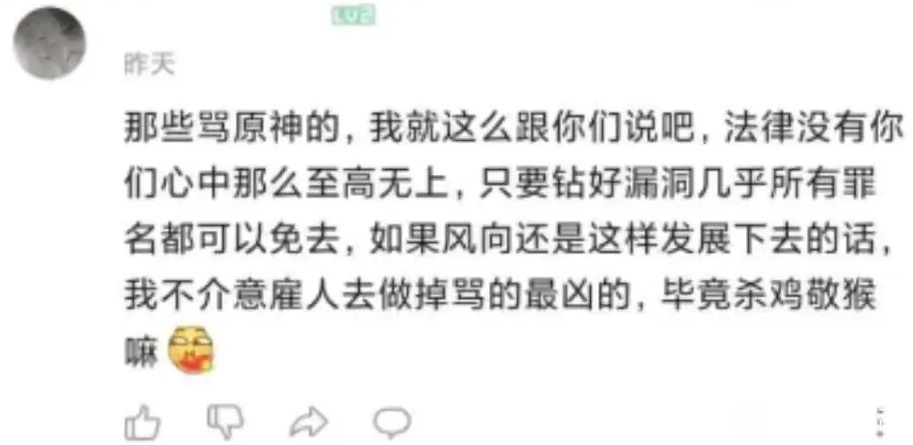 LV2
昨天
那些骂原神的，我就这么跟你们说吧，法律没有你
们心中那么至高无上，只要钻好漏洞几乎所有罪
名都可以免去，如果风向还是这样发展下去的话，
我不介意雇人去做掉骂的最凶的，毕竟杀鸡敬猴
嘛